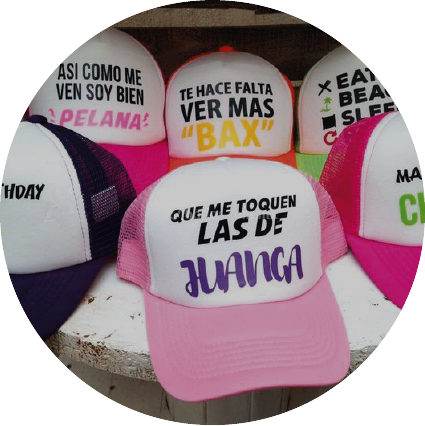 ASI COMO ME
VEN SOY BIEN
PELANA
TE HACE FALTA
VER MAS
"BAX"
EAT
BEA
SLEE
THDAY
QUE ME TOQUEN
LAS DE
JUANGA
MA